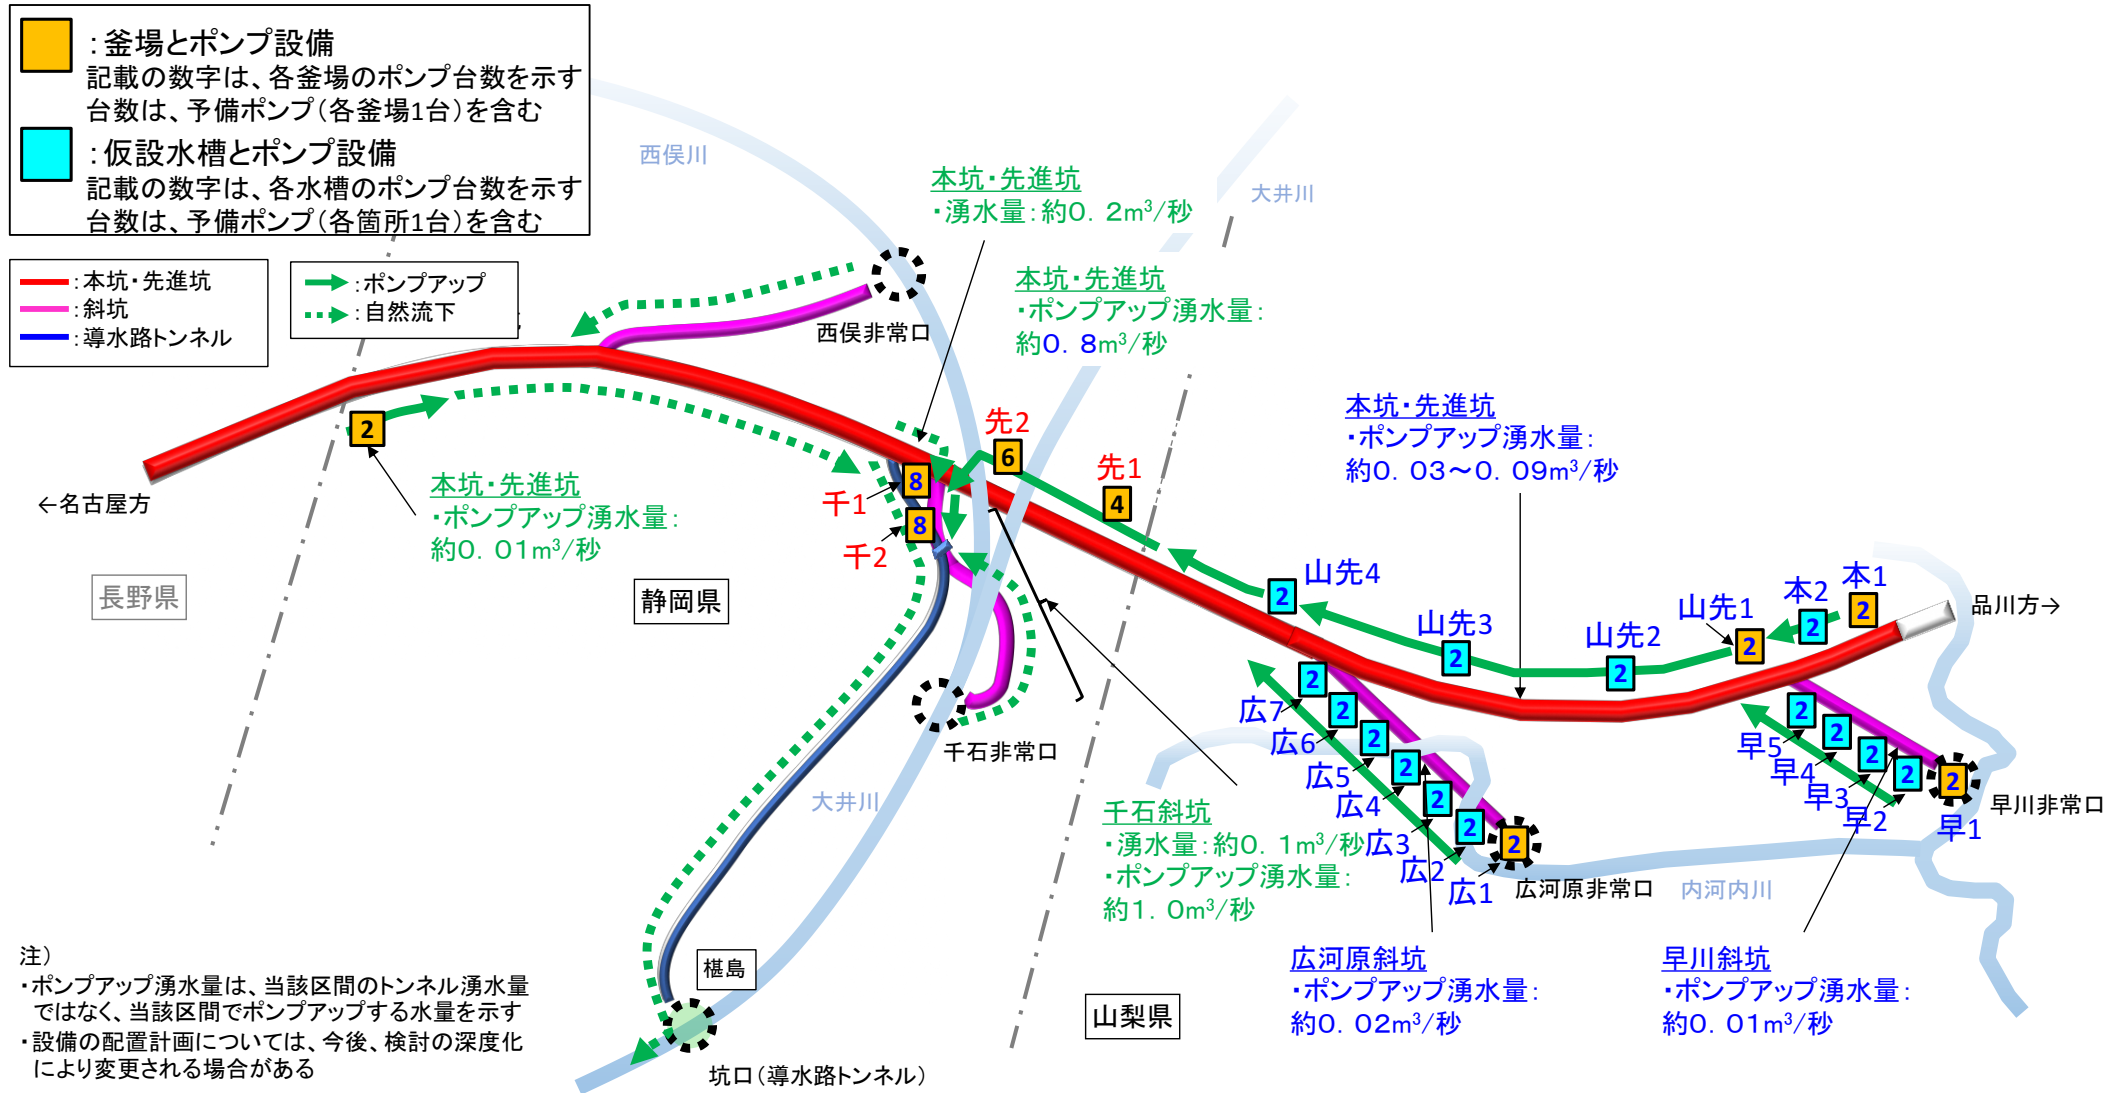 ：釜場とポンプ設備
記載の数字は、各釜場のポンプ台数を示す
台数は、予備ポンプ（各釜場1台）を含む
：仮設水槽とポンプ設備
記載の数字は、各水槽のポンプ台数を示す
台数は、予備ポンプ（各箇所1台）を含む
：本坑・先進坑
：斜坑
：導水路トンネル
：ポンプアップ
：自然流下
西俣川
大井川
本坑・先進坑
・湧水量：約0．2m³/秒
本坑・先進坑
・ポンプアップ湧水量：
約0．8m³/秒
西俣非常口
本坑・先進坑
・ポンプアップ湧水量：
約0．03～0．09m³/秒
先2
6
先1
4
2
8
千1
8
千2
←名古屋方
本坑・先進坑
・ポンプアップ湧水量：
約0．01m³/秒
長野県
静岡県
山先4
2
山先3
2
山先2
2
山先1
2
本2
2
本1
2
品川方→
広7
2
広6
2
広5
2
広4
2
広3
2
広2
2
広1
2
早5
2
早4
2
早3
2
早2
2
早1
2
千石非常口
大井川
早川非常口
広河原非常口
内河内川
千石斜坑
・湧水量：約0．1m³/秒
・ポンプアップ湧水量：
約1．0m³/秒
広河原斜坑
・ポンプアップ湧水量：
約0．02m³/秒
早川斜坑
・ポンプアップ湧水量：
約0．01m³/秒
椹島
山梨県
坑口（導水路トンネル）
注）
・ポンプアップ湧水量は、当該区間のトンネル湧水量
ではなく、当該区間でポンプアップする水量を示す
・設備の配置計画については、今後、検討の深度化
により変更される場合がある